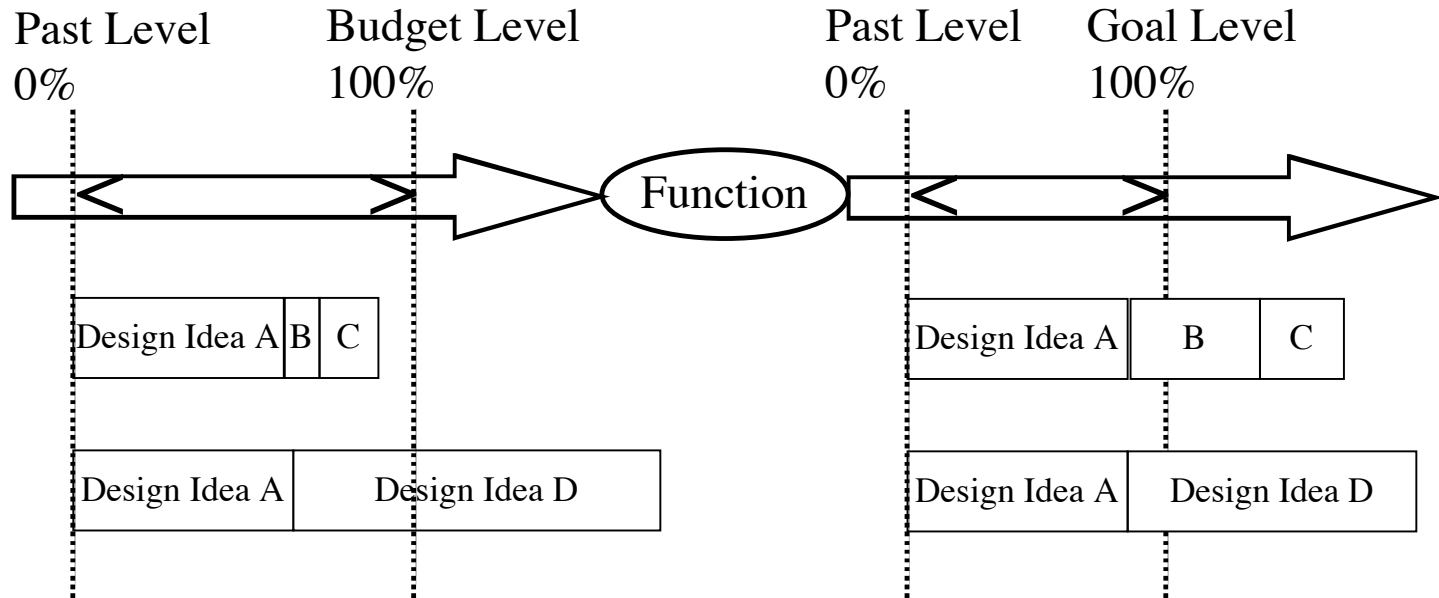 Past Level
0%
Budget Level
100%
Past Level
0%
Goal Level
100%
Function
Design Idea A
B
C
Design Idea A
B
C
Design Idea A
Design Idea D
Design Idea A
Design Idea D